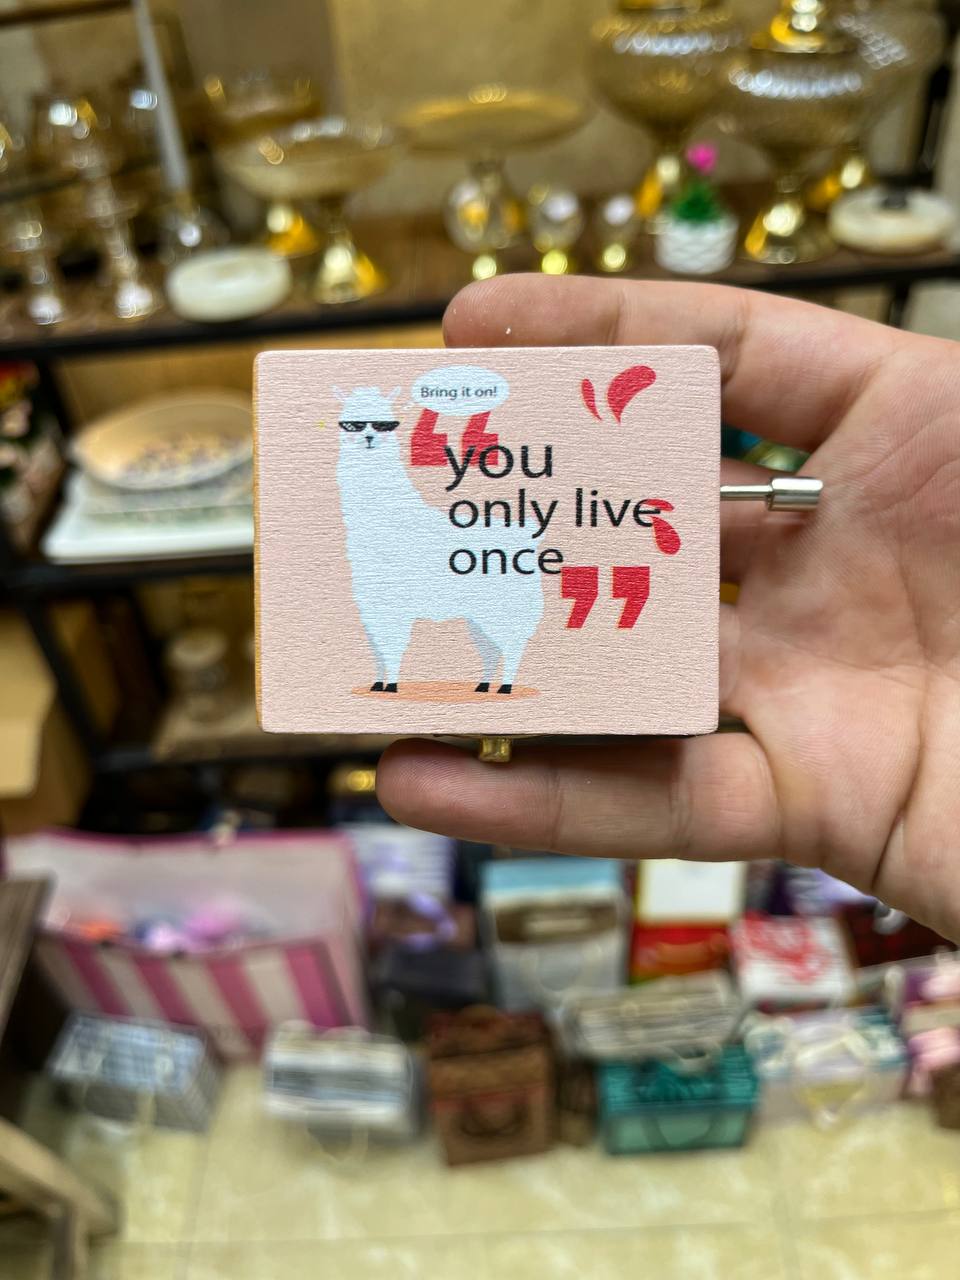 Bring it on!
“you
only live
once”